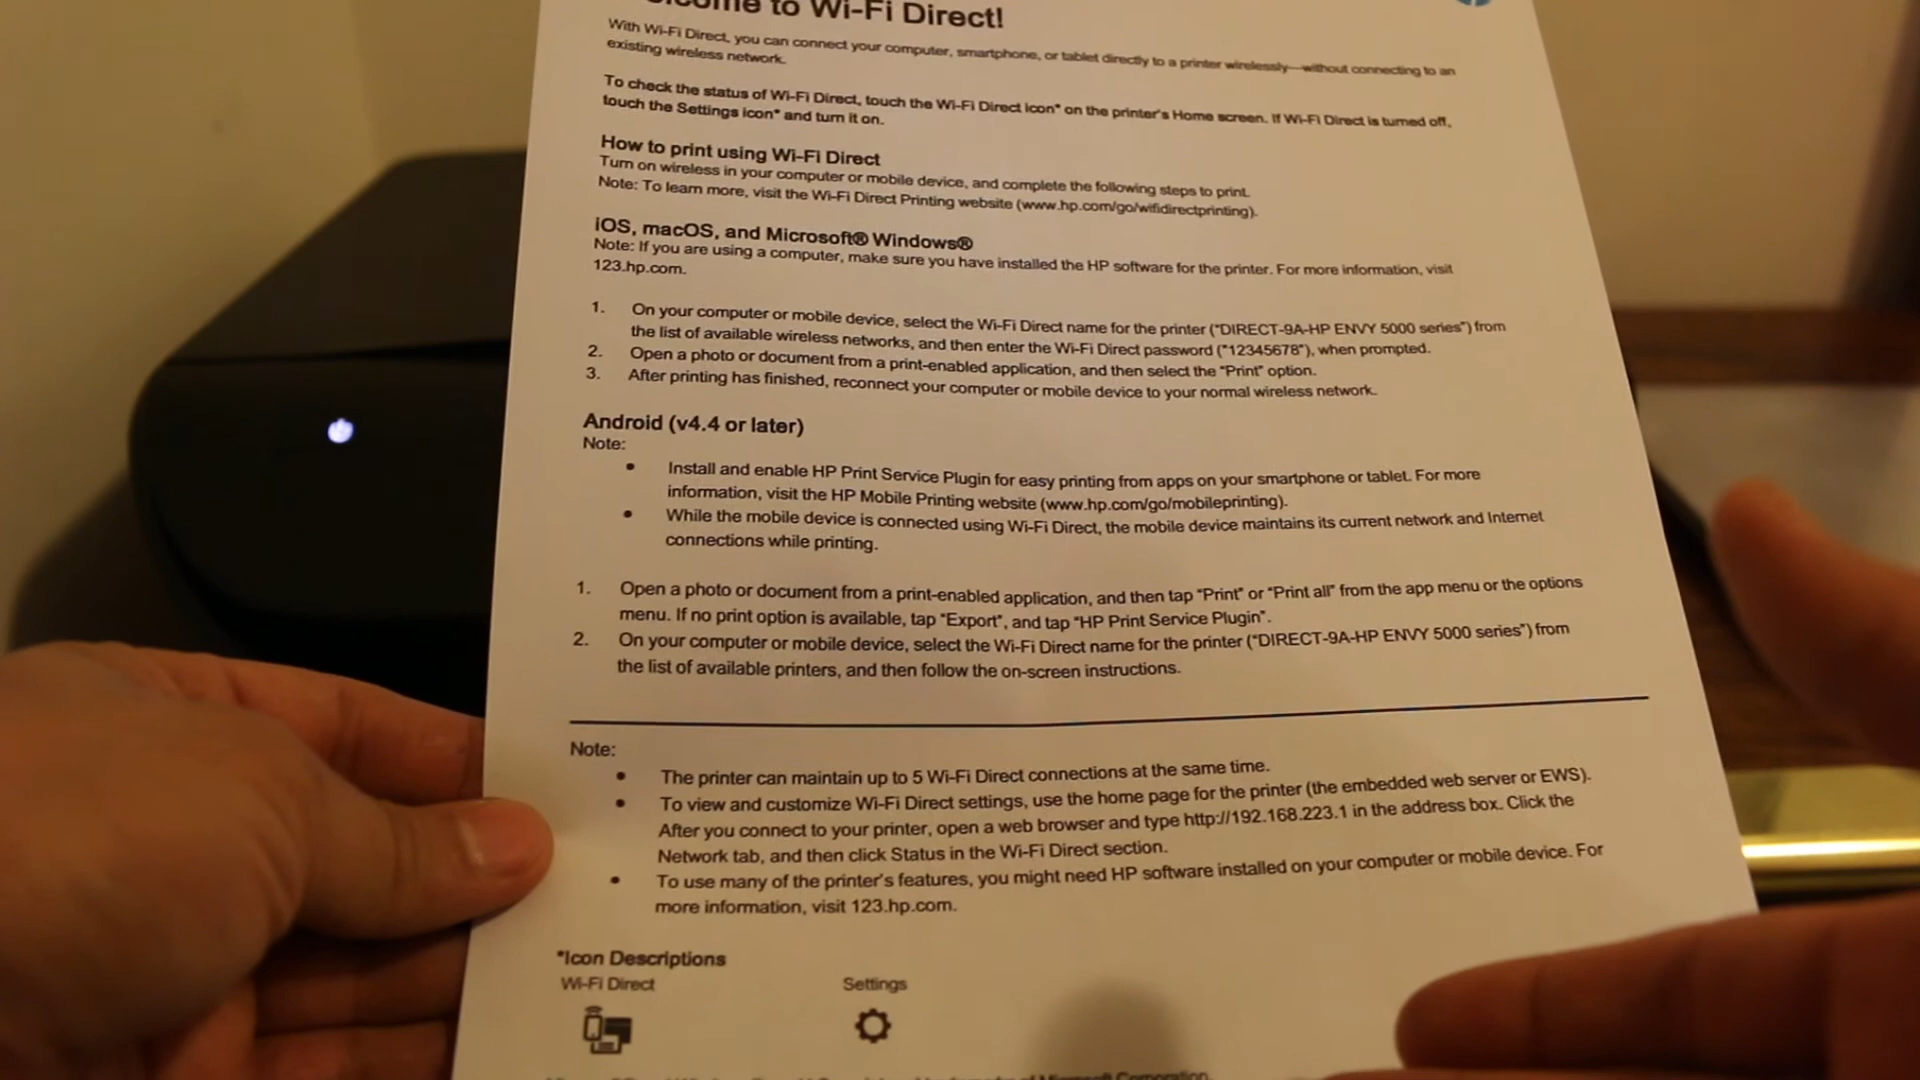 come to Wi-Fi Direct!
With Wi-Fi Direct, you can connect your computer, smartphone, or tablet directly to a printer wirelessly—without connecting to an
existing wireless network.
To check the status of Wi-Fi Direct, touch the Wi-Fi Direct icon* on the printer's Home screen. If Wi-Fi Direct is turned off,
touch the Settings icon* and turn it on.
How to print using Wi-Fi Direct
Turn on wireless in your computer or mobile device, and complete the following steps to print.
Note: To learn more, visit the Wi-Fi Direct Printing website (www.hp.com/go/wifidirectprinting).
iOS, macOS, and Microsoft® Windows®
Note: If you are using a computer, make sure you have installed the HP software for the printer. For more information, visit
123.hp.com.
1. On your computer or mobile device, select the Wi-Fi Direct name for the printer ("DIRECT-9A-HP ENVY 5000 series") from
the list of available wireless networks, and then enter the Wi-Fi Direct password ("12345678"), when prompted.
2. Open a photo or document from a print-enabled application, and then select the "Print" option.
3. After printing has finished, reconnect your computer or mobile device to your normal wireless network.
Android (v4.4 or later)
Note:
• Install and enable HP Print Service Plugin for easy printing from apps on your smartphone or tablet. For more
information, visit the HP Mobile Printing website (www.hp.com/go/mobileprinting).
• While the mobile device is connected using Wi-Fi Direct, the mobile device maintains its current network and Internet
connections while printing.
1. Open a photo or document from a print-enabled application, and then tap "Print" or "Print all" from the app menu or the options
menu. If no print option is available, tap "Export", and tap "HP Print Service Plugin".
2. On your computer or mobile device, select the Wi-Fi Direct name for the printer ("DIRECT-9A-HP ENVY 5000 series") from
the list of available printers, and then follow the on-screen instructions.
Note:
• The printer can maintain up to 5 Wi-Fi Direct connections at the same time.
• To view and customize Wi-Fi Direct settings, use the home page for the printer (the embedded web server or EWS).
After you connect to your printer, open a web browser and type http://192.168.223.1 in the address box. Click the
Network tab, and then click Status in the Wi-Fi Direct section.
• To use many of the printer's features, you might need HP software installed on your computer or mobile device. For
more information, visit 123.hp.com.
*Icon Descriptions
Wi-Fi Direct Settings
of Microsoft Corporation